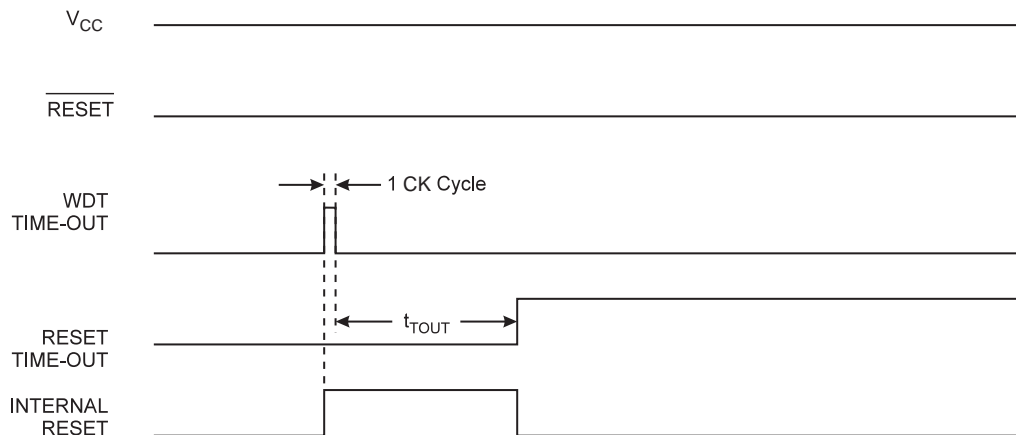 VCC
RESET
1 CK Cycle
WDT
TIME-OUT
tTOUT
RESET
TIME-OUT
INTERNAL
RESET